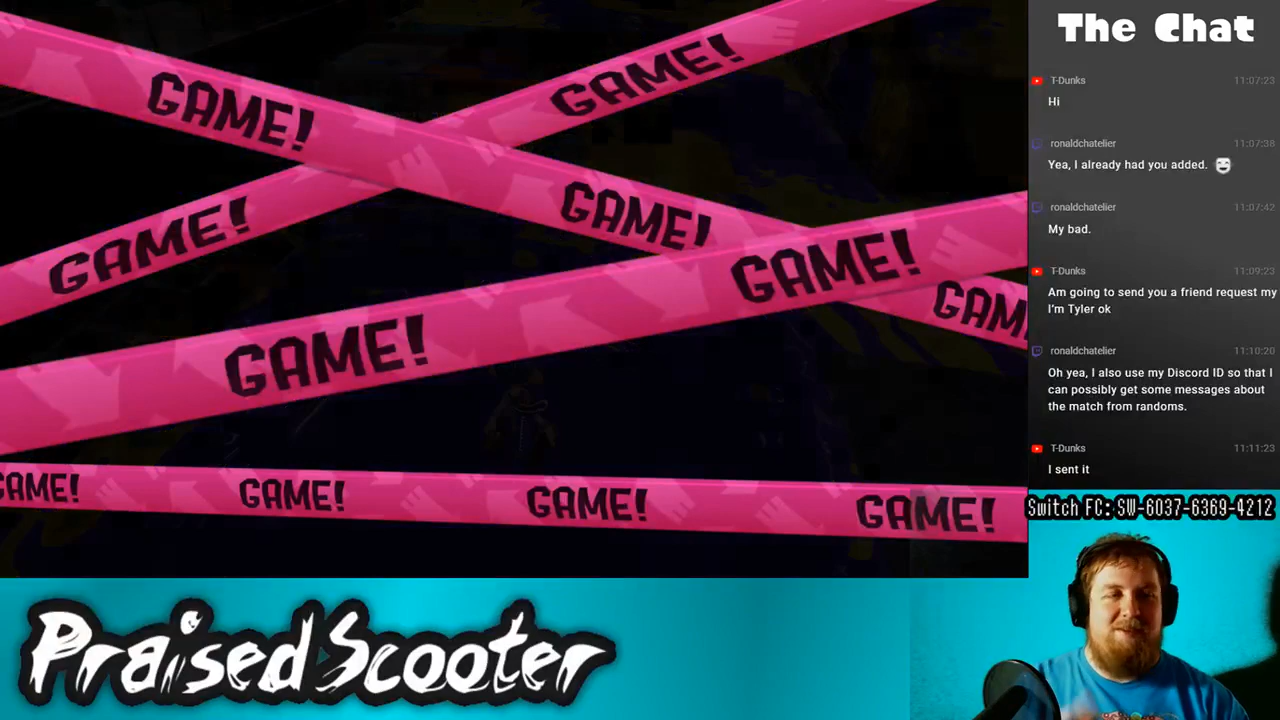 GAME!
GAME!
GAME!
GAME!
GAME!
GAME!
GAM
GAME!
GAME!
GAME!
GAME!
The Chat
T-Dunks 11:07:23
Hi
ronaldchatelier 11:07:38
Yea, I already had you added.
ronaldchatelier 11:07:42
My bad.
T-Dunks 11:09:23
Am going to send you a friend request my
I'm Tyler ok
ronaldchatelier 11:10:20
Oh yea, I also use my Discord ID so that I
can possibly get some messages about
the match from randoms.
T-Dunks 11:11:23
I sent it
Switch FC: SW-6037-6369-4212
PraisedScooter